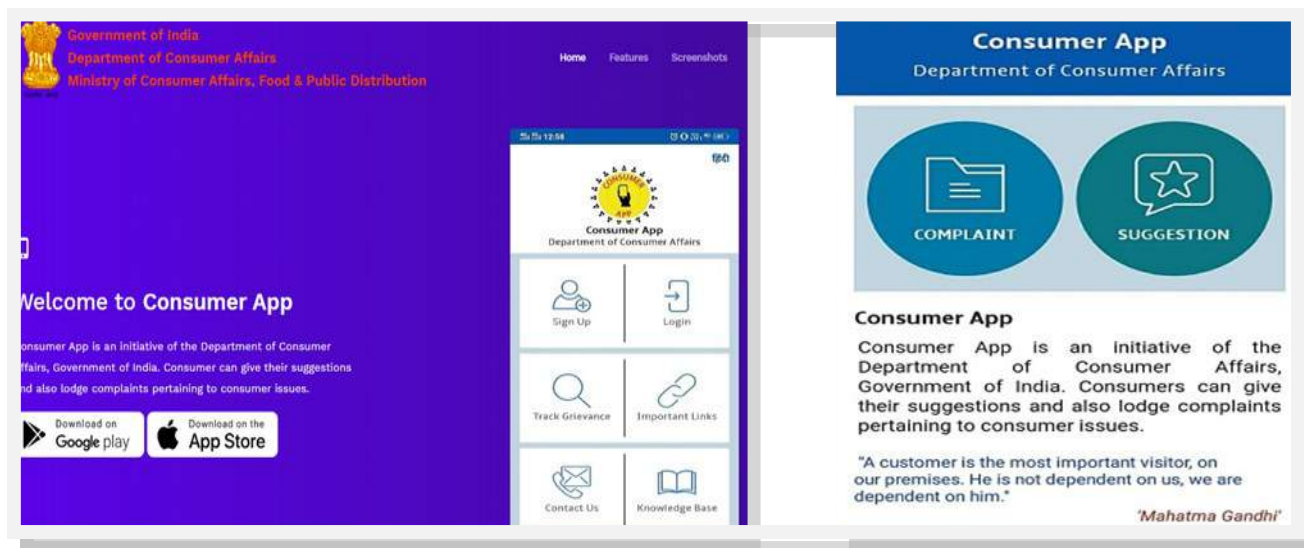 Government of India
Department of Consumer Affairs
Ministry of Consumer Affairs, Food & Public Distribution
Home Features Screenshots
12:58
हिंदी
CONSUMER
APP
Consumer App
Department of Consumer Affairs
Sign Up Login
Track Grievance Important Links
Contact Us Knowledge Base
Welcome to Consumer App
onsumer App is an initiative of the Department of Consumer
ffairs, Government of India. Consumer can give their suggestions
nd also lodge complaints pertaining to consumer issues.
Download on
Google play
Download on the
App Store
Consumer App
Department of Consumer Affairs
COMPLAINT SUGGESTION
Consumer App
Consumer App is an initiative of the
Department of Consumer Affairs,
Government of India. Consumers can give
their suggestions and also lodge complaints
pertaining to consumer issues.
"A customer is the most important visitor, on
our premises. He is not dependent on us, we are
dependent on him."
'Mahatma Gandhi'